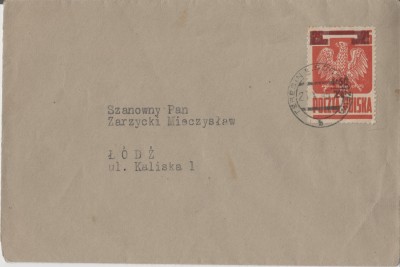 POCZTA POLSKA
Szanowny Pan
Zarzycki Mieczysław
ŁÓDŹ
ul. Kaliska 1